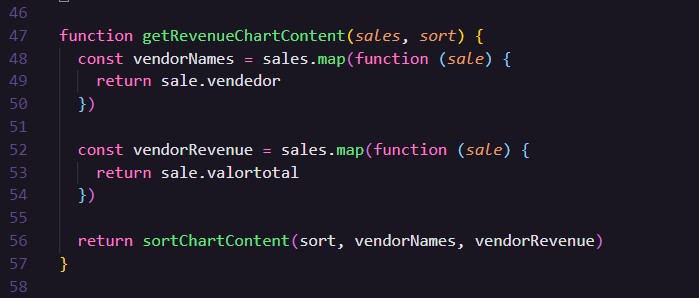 46
47 function getRevenueChartContent(sales, sort) {
48 const vendorNames = sales.map(function (sale) {
49 return sale.vendedor
50 })
51
52 const vendorRevenue = sales.map(function (sale) {
53 return sale.valortotal
54 })
55
56 return sortChartContent(sort, vendorNames, vendorRevenue)
57 }
58